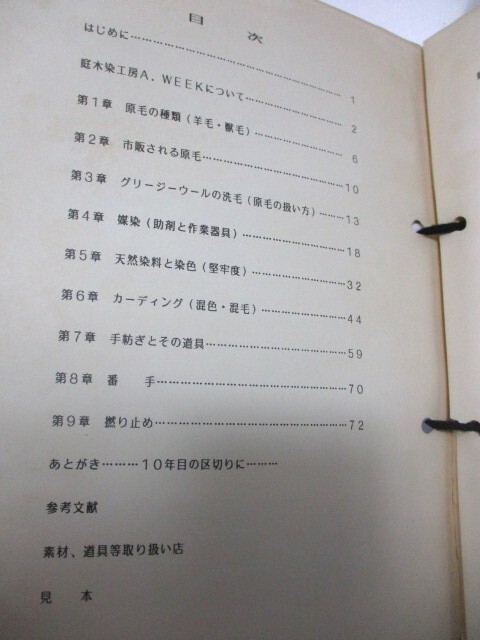 目　次
はじめに……………………………………………1
庭木染工房Ａ．ＷＥＥＫについて………………2
第１章　原毛の種類（羊毛・獣毛）………………6
第２章　市販される原毛……………………………10
第３章　グリージーウールの洗毛（原毛の扱い方）……13
第４章　媒染（助剤と作業器具）…………………18
第５章　天然染料と染色（堅牢度）………………32
第６章　カーディング（混色・混毛）……………44
第７章　手紡ぎとその道具…………………………59
第８章　番　　手……………………………………70
第９章　撚り止め……………………………………72
あとがき………１０年目の区切りに………
参考文献
素材、道具等取り扱い店
見　　本